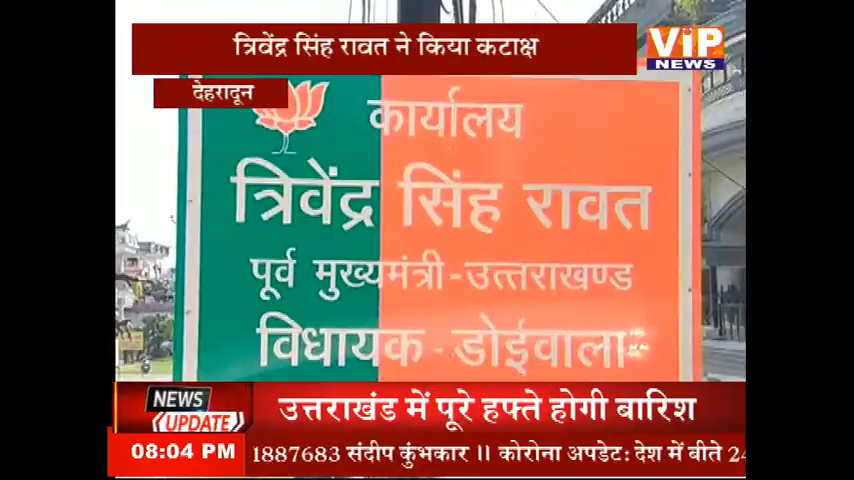 त्रिवेंद्र सिंह रावत ने किया कटाक्ष
VIP
NEWS
देहरादून
कार्यालय
त्रिवेंद्र सिंह रावत
पूर्व मुख्यमंत्री-उत्तराखण्ड
विधायक - डोईवाला
NEWS
UPDATE
उत्तराखंड में पूरे हफ्ते होगी बारिश
08:04 PM
1887683 संदीप कुंभकार || कोरोना अपडेट: देश में बीते